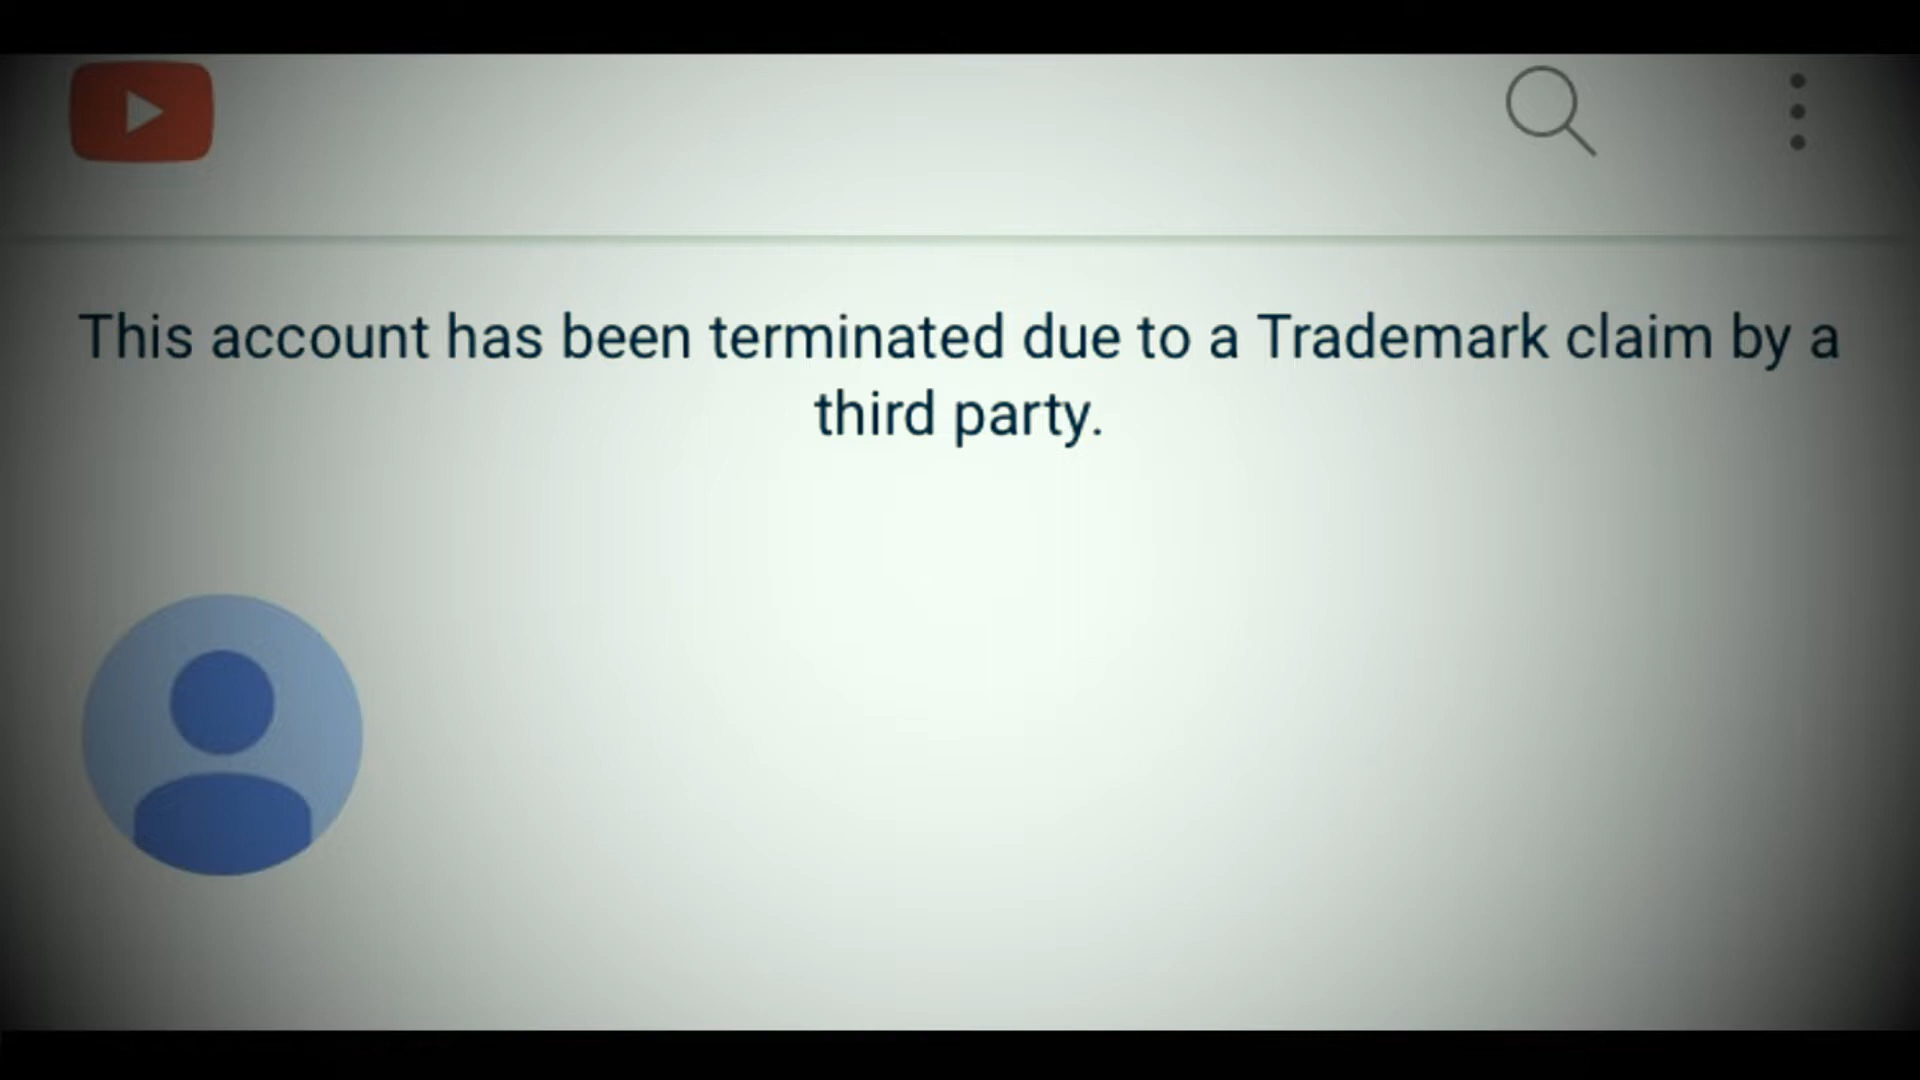 This account has been terminated due to a Trademark claim by a
third party.